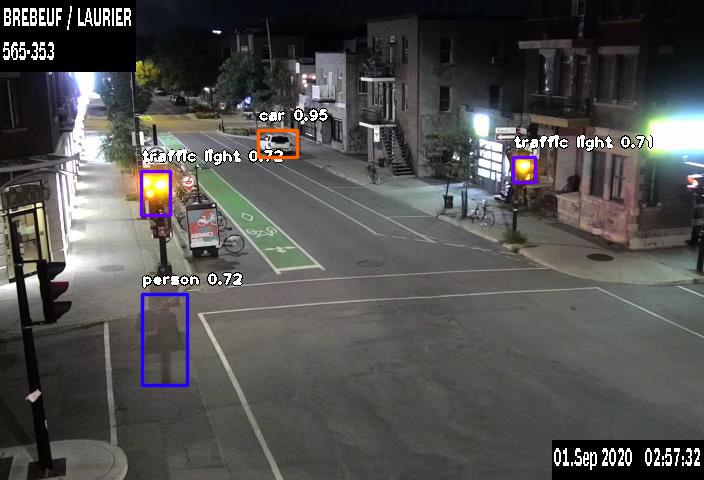 BREBEUF / LAURIER
565-353
car 0.95
traffic light 0.71
traffic light 0.72
person 0.72
01.Sep 2020 02:57:32